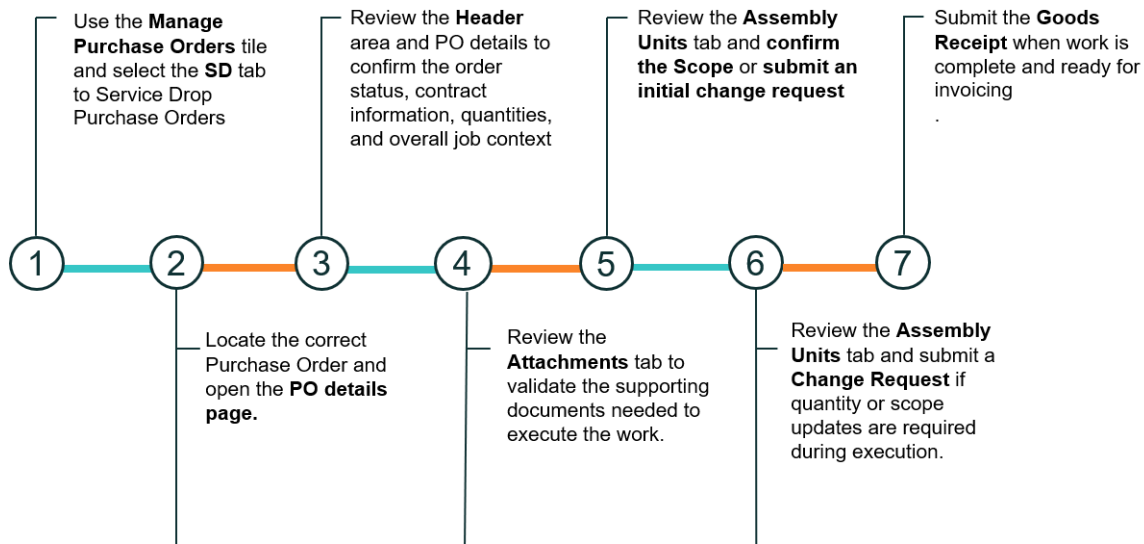 Use the Manage
Purchase Orders tile
and select the SD tab
to Service Drop
Purchase Orders
Review the Header
area and PO details to
confirm the order
status, contract
information, quantities,
and overall job context
Review the Assembly
Units tab and confirm
the Scope or submit an
initial change request
Submit the Goods
Receipt when work is
complete and ready for
invoicing
.
1
2
3
4
5
6
7
Locate the correct
Purchase Order and
open the PO details
page.
Review the
Attachments tab to
validate the supporting
documents needed to
execute the work.
Review the Assembly
Units tab and submit a
Change Request if
quantity or scope
updates are required
during execution.